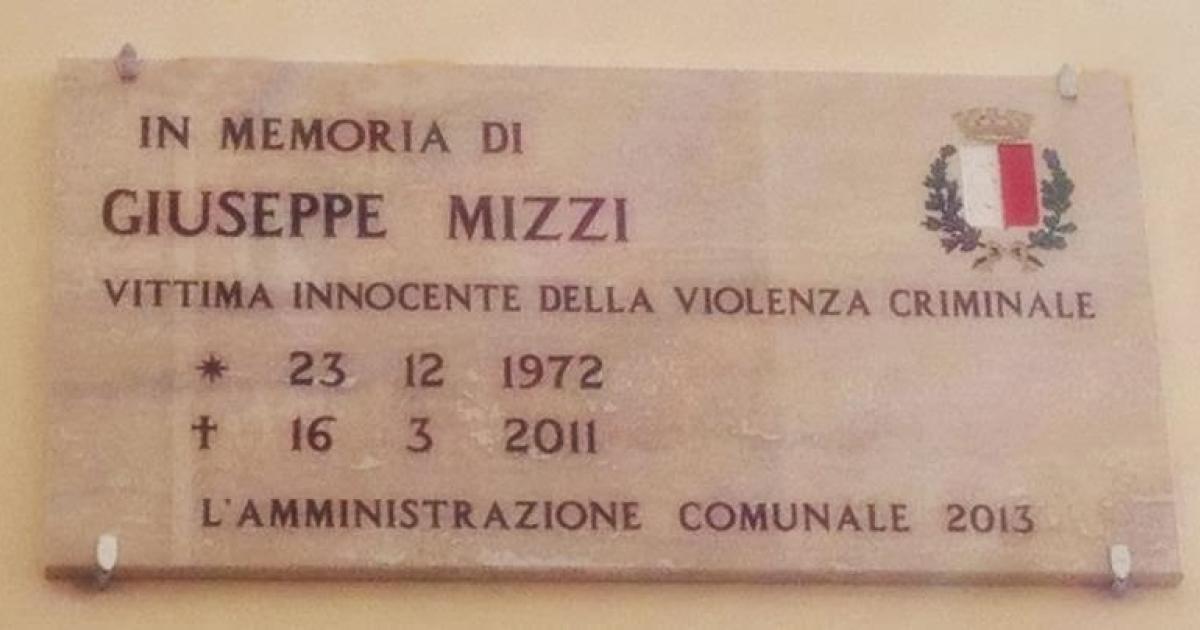 IN MEMORIA DI
GIUSEPPE MIZZI
VITTIMA INNOCENTE DELLA VIOLENZA CRIMINALE
* 23 12 1972
† 16 3 2011
L'AMMINISTRAZIONE COMUNALE 2013